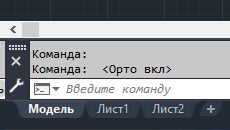 Команда:
Команда: <Орто вкл>
Введите команду
Модель Лист1 Лист2 +